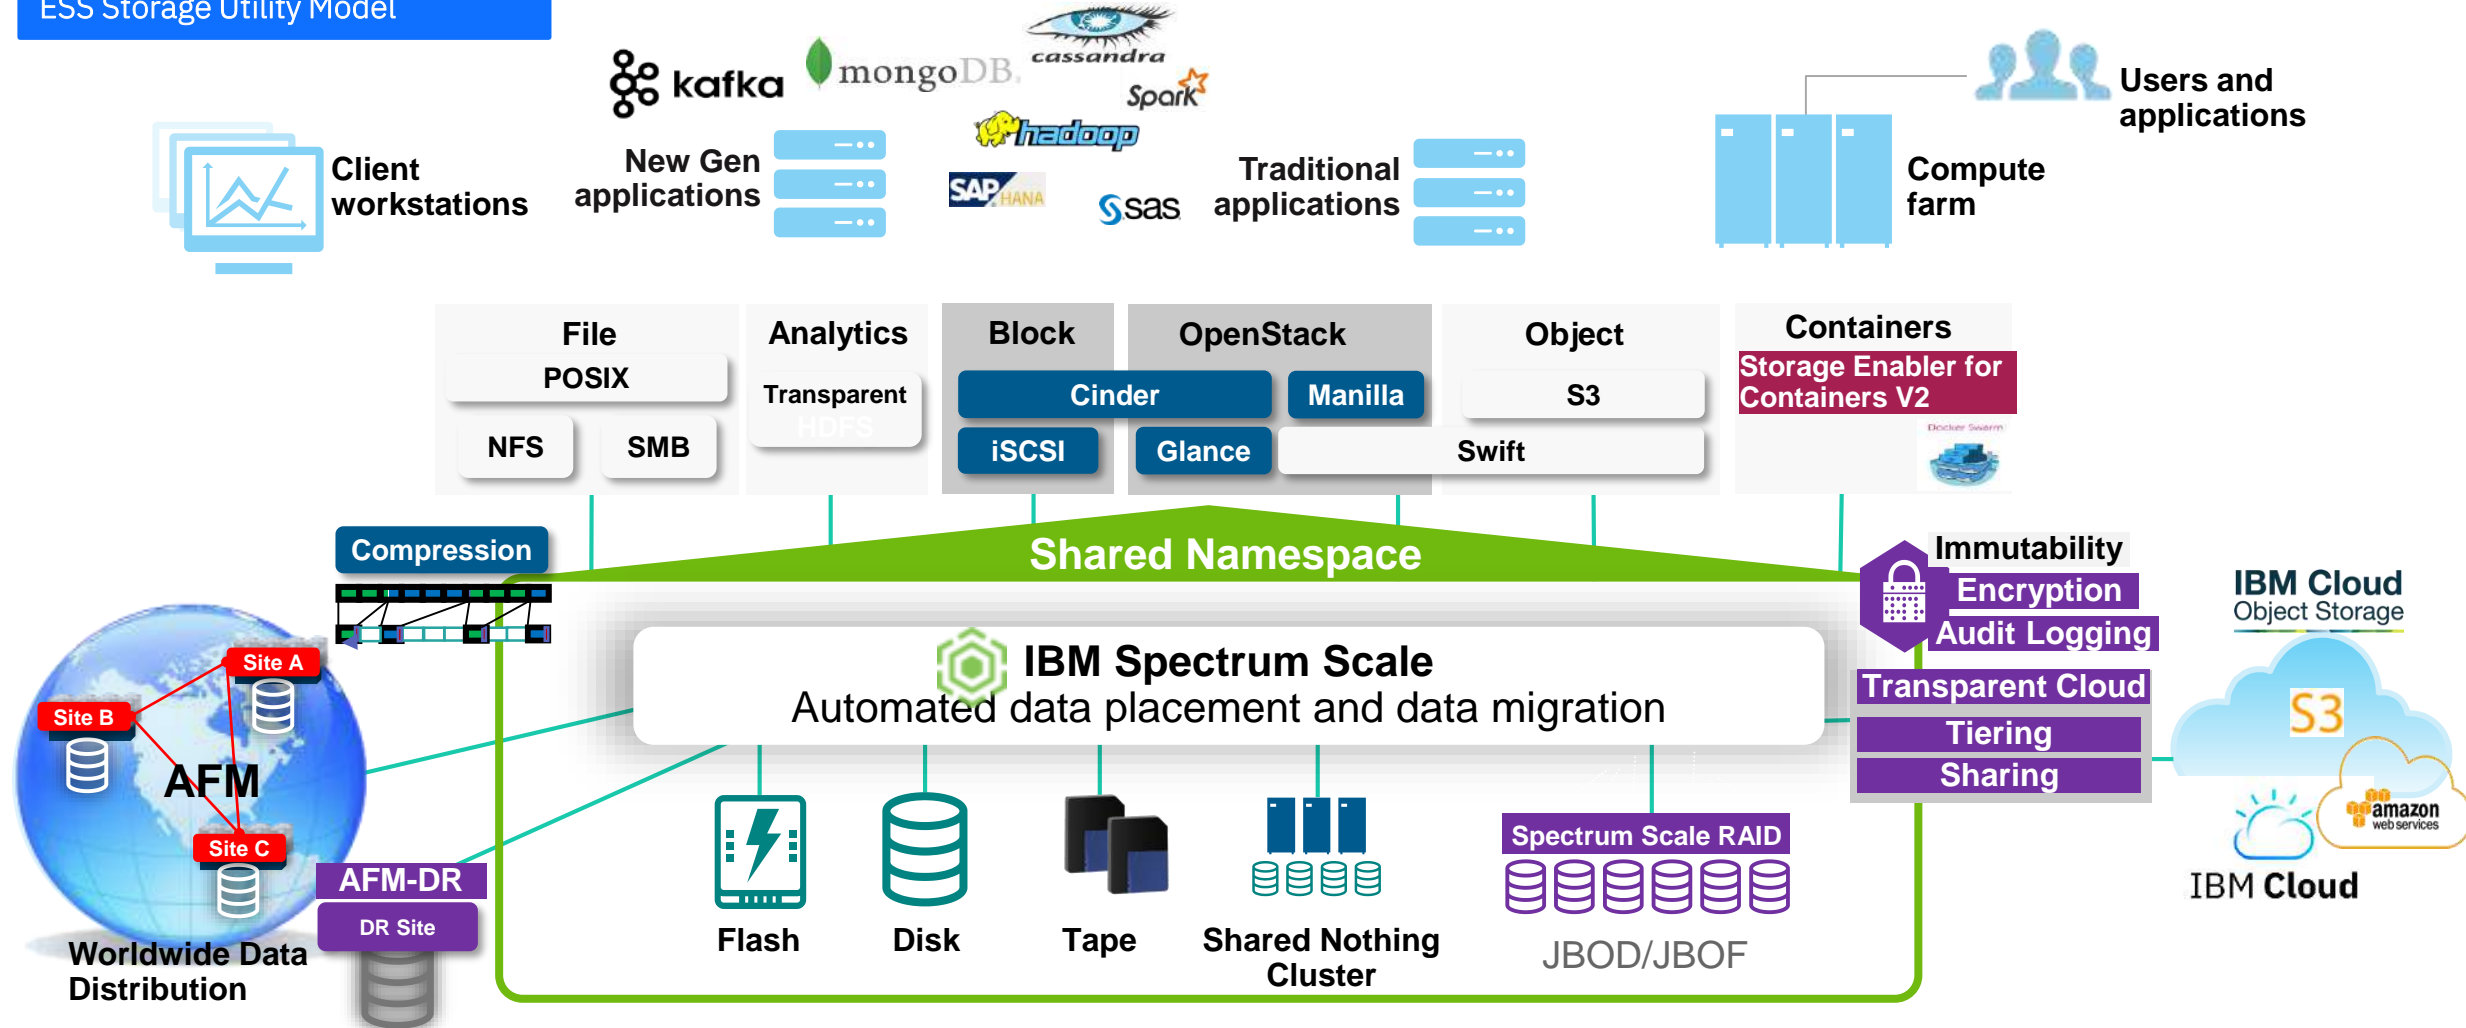 ESS Storage Utility Model
kafka
mongoDB.
cassandra
Spark
hadoop
SAP HANA
sas
Client
workstations
New Gen
applications
Traditional
applications
Compute
farm
Users and
applications
File
POSIX
NFS
SMB
Analytics
Transparent
HDFS
Block
OpenStack
Cinder
Manilla
iSCSI
Glance
Object
S3
Swift
Containers
Storage Enabler for
Containers V2
Docker Swarm
Compression
Shared Namespace
Immutability
Encryption
Audit Logging
Transparent Cloud
Tiering
Sharing
IBM Cloud
Object Storage
S3
amazon
web services
IBM Cloud
IBM Spectrum Scale
Automated data placement and data migration
Site A
Site B
AFM
Site C
AFM-DR
DR Site
Worldwide Data
Distribution
Flash
Disk
Tape
Shared Nothing
Cluster
Spectrum Scale RAID
JBOD/JBOF